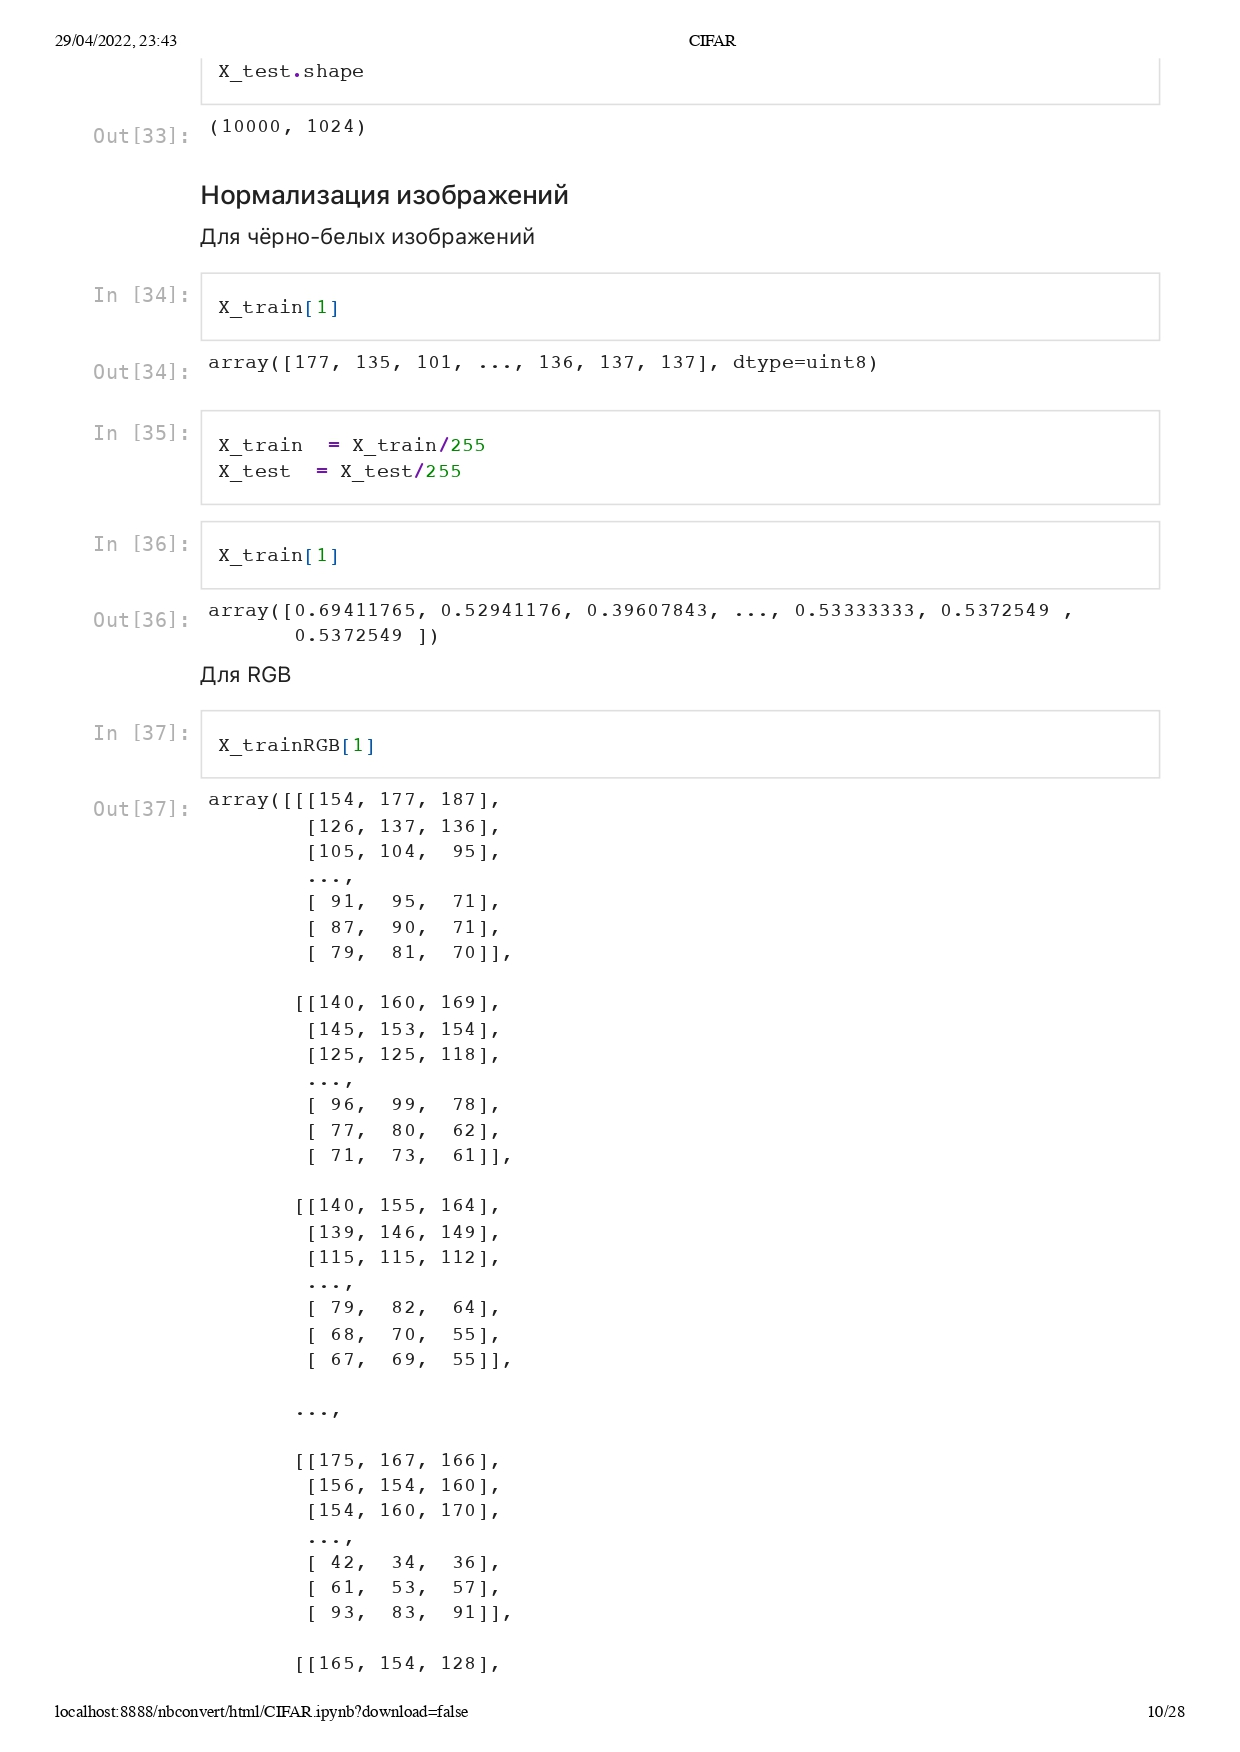 29/04/2022, 23:43 CIFAR
X_test.shape
Out[33]: (10000, 1024)
Нормализация изображений
Для чёрно-белых изображений
In [34]: X_train[1]
Out[34]: array([177, 135, 101, ..., 136, 137, 137], dtype=uint8)
In [35]: X_train  = X_train/255
X_test  = X_test/255
In [36]: X_train[1]
Out[36]: array([0.69411765, 0.52941176, 0.39607843, ..., 0.53333333, 0.5372549 ,
       0.5372549 ])
Для RGB
In [37]: X_trainRGB[1]
Out[37]: array([[[154, 177, 187],
        [126, 137, 136],
        [105, 104,  95],
        ...,
        [ 91,  95,  71],
        [ 87,  90,  71],
        [ 79,  81,  70]],
       [[140, 160, 169],
        [145, 153, 154],
        [125, 125, 118],
        ...,
        [ 96,  99,  78],
        [ 77,  80,  62],
        [ 71,  73,  61]],
       [[140, 155, 164],
        [139, 146, 149],
        [115, 115, 112],
        ...,
        [ 79,  82,  64],
        [ 68,  70,  55],
        [ 67,  69,  55]],
       ...,
       [[175, 167, 166],
        [156, 154, 160],
        [154, 160, 170],
        ...,
        [ 42,  34,  36],
        [ 61,  53,  57],
        [ 93,  83,  91]],
       [[165, 154, 128],
localhost:8888/nbconvert/html/CIFAR.ipynb?download=false 10/28